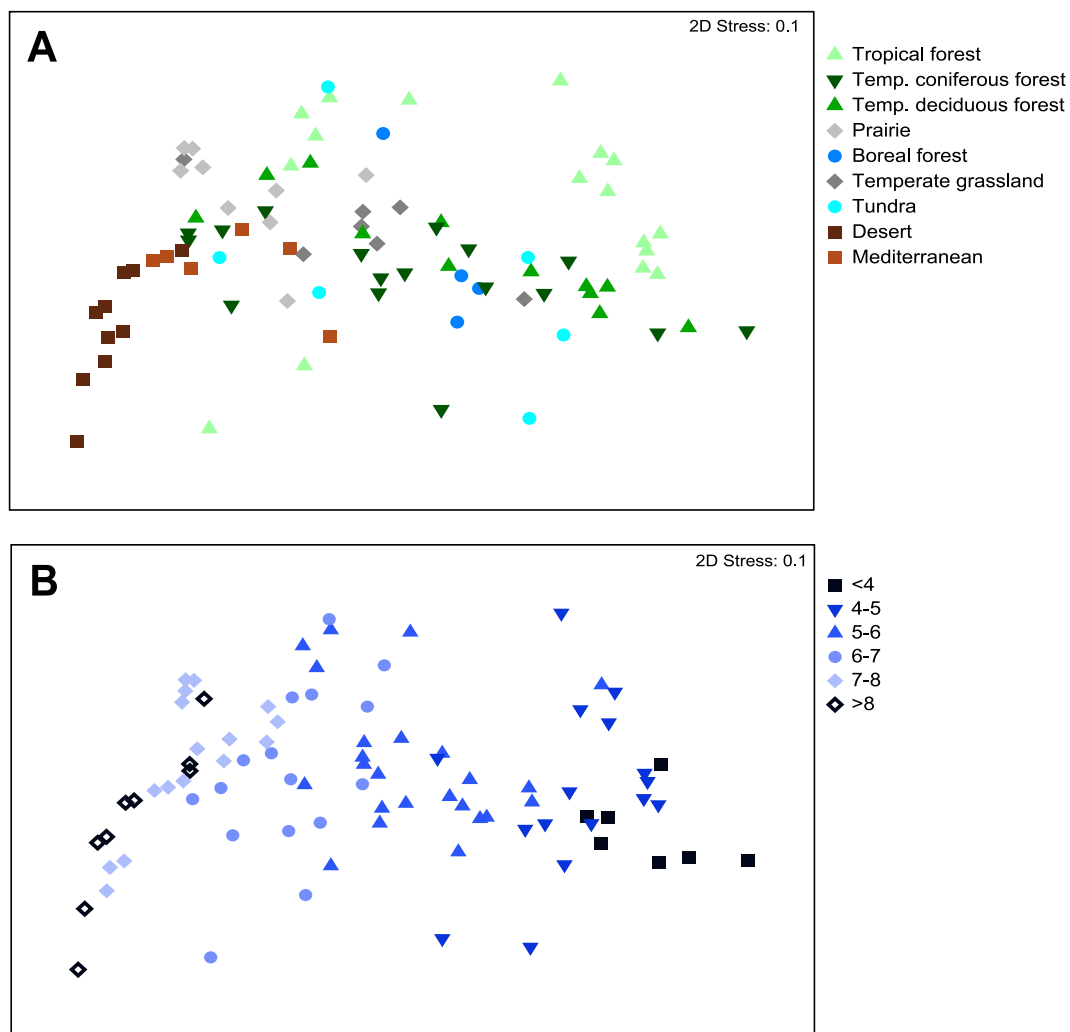 A
2D Stress: 0.1
Tropical forest
Temp. coniferous forest
Temp. deciduous forest
Prairie
Boreal forest
Temperate grassland
Tundra
Desert
Mediterranean
B
2D Stress: 0.1
<4
4-5
5-6
6-7
7-8
>8